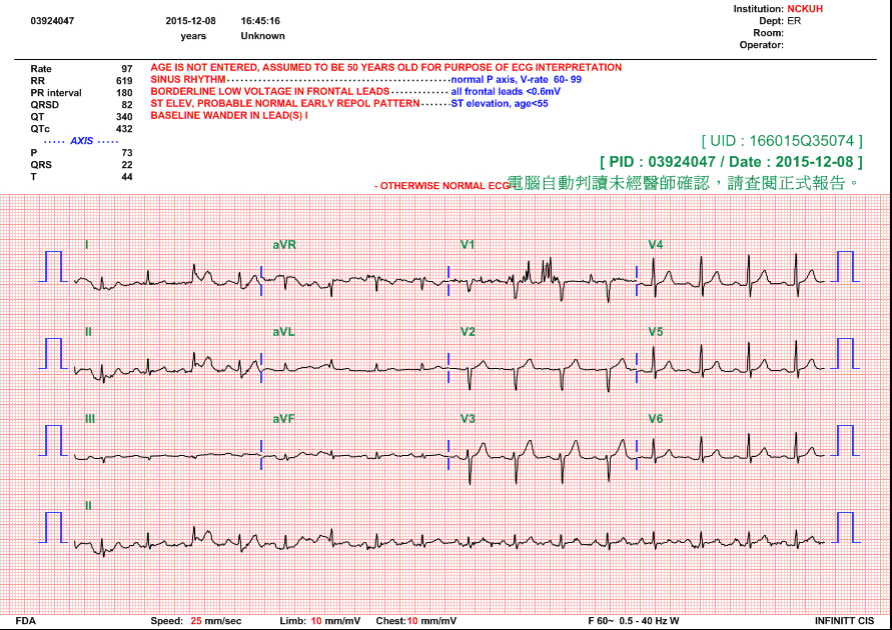 Institution: NCKUH
03924047 2015-12-08 16:45:16 Dept: ER
years Unknown Room:
Operator:
Rate 97 AGE IS NOT ENTERED, ASSUMED TO BE 50 YEARS OLD FOR PURPOSE OF ECG INTERPRETATION
RR 619 SINUS RHYTHM - - - - - - - - - - normal P axis, V-rate 60- 99
PR interval 180 BORDERLINE LOW VOLTAGE IN FRONTAL LEADS - - - - - - - - - - all frontal leads <0.6mV
QRSD 82 ST ELEV, PROBABLE NORMAL EARLY REPOL PATTERN - - - - - - ST elevation, age<55
QT 340 BASELINE WANDER IN LEAD(S) I
QTc 432
- - - - - AXIS - - - - -
P 73
QRS 22
T 44
[ UID : 166015Q35074 ]
[ PID : 03924047 / Date : 2015-12-08 ]
- OTHERWISE NORMAL ECG 電腦自動判讀未經醫師確認，請查閱正式報告。
I aVR V1 V4
II aVL V2 V5
III aVF V3 V6
II
FDA Speed: 25 mm/sec Limb: 10 mm/mV Chest: 10 mm/mV F 60~ 0.5 - 40 Hz W INFINITT CIS